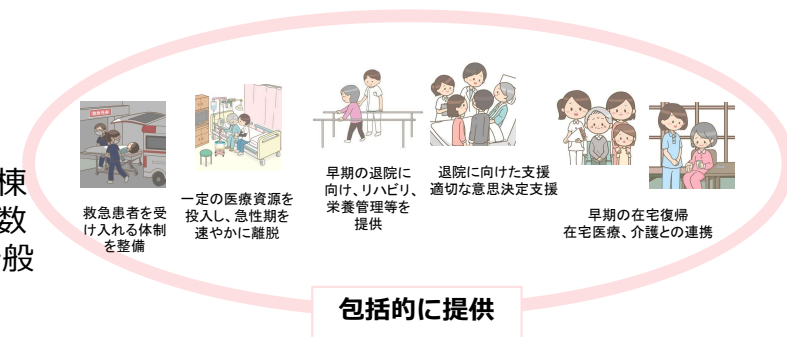 棟
数
般
救急患者を受
け入れる体制
を整備
一定の医療資源を
投入し、急性期を
速やかに離脱
早期の退院に
向け、リハビリ、
栄養管理等を
提供
退院に向けた支援
適切な意思決定支援
早期の在宅復帰
在宅医療、介護との連携
包括的に提供